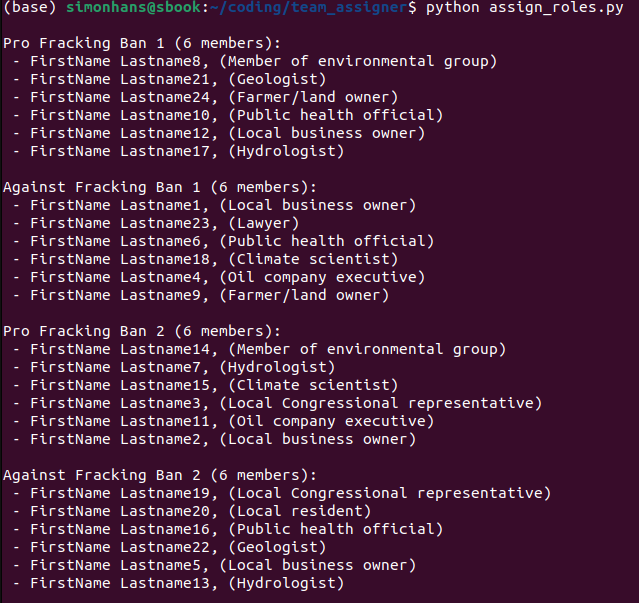 (base) simonhans@sbook:~/coding/team_assigner$ python assign_roles.py
Pro Fracking Ban 1 (6 members):
- FirstName Lastname8, (Member of environmental group)
- FirstName Lastname21, (Geologist)
- FirstName Lastname24, (Farmer/land owner)
- FirstName Lastname10, (Public health official)
- FirstName Lastname12, (Local business owner)
- FirstName Lastname17, (Hydrologist)
Against Fracking Ban 1 (6 members):
- FirstName Lastname1, (Local business owner)
- FirstName Lastname23, (Lawyer)
- FirstName Lastname6, (Public health official)
- FirstName Lastname18, (Climate scientist)
- FirstName Lastname4, (Oil company executive)
- FirstName Lastname9, (Farmer/land owner)
Pro Fracking Ban 2 (6 members):
- FirstName Lastname14, (Member of environmental group)
- FirstName Lastname7, (Hydrologist)
- FirstName Lastname15, (Climate scientist)
- FirstName Lastname3, (Local Congressional representative)
- FirstName Lastname11, (Oil company executive)
- FirstName Lastname2, (Local business owner)
Against Fracking Ban 2 (6 members):
- FirstName Lastname19, (Local Congressional representative)
- FirstName Lastname20, (Local resident)
- FirstName Lastname16, (Public health official)
- FirstName Lastname22, (Geologist)
- FirstName Lastname5, (Local business owner)
- FirstName Lastname13, (Hydrologist)